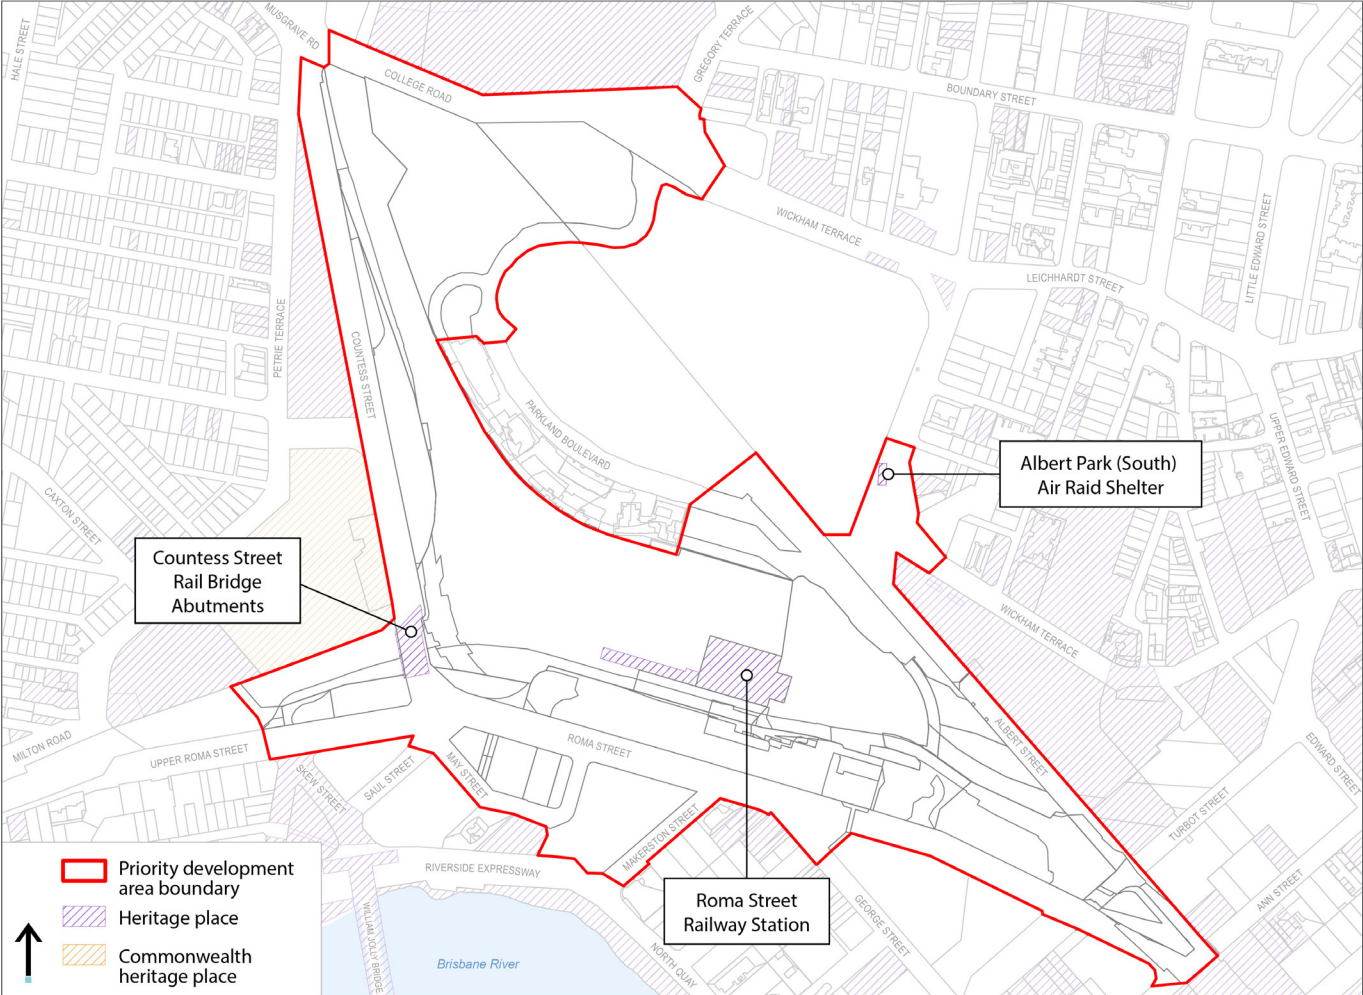 HALE STREET
MUSGRAVE RD
COLLEGE ROAD
GREGORY TERRACE
BOUNDARY STREET
WICKHAM TERRACE
LEICHHARDT STREET
LITTLE EDWARD STREET
PETRIE TERRACE
COUNTESS STREET
PARKLAND BOULEVARD
UPPER EDWARD STREET
Albert Park (South)
Air Raid Shelter
CAXTON STREET
Countess Street
Rail Bridge
Abutments
WICKHAM TERRACE
MILTON ROAD
UPPER ROMA STREET
SKEW STREET
SAUL STREET
MAY STREET
ROMA STREET
ALBERT STREET
EDWARD STREET
TURBOT STREET
MAKERSTON STREET
RIVERSIDE EXPRESSWAY
ANN STREET
Roma Street
Railway Station
GEORGE STREET
WILLIAM JOLLY BRIDGE
NORTH QUAY
Brisbane River
Priority development
area boundary
Heritage place
Commonwealth
heritage place